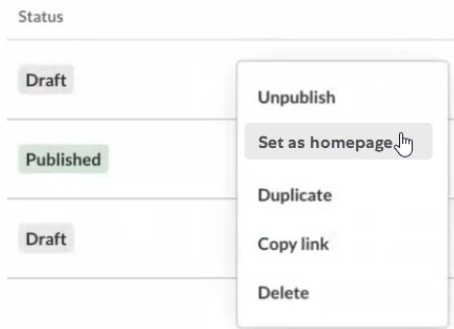 Status
Draft
Published
Draft
Unpublish
Set as homepage
Duplicate
Copy link
Delete